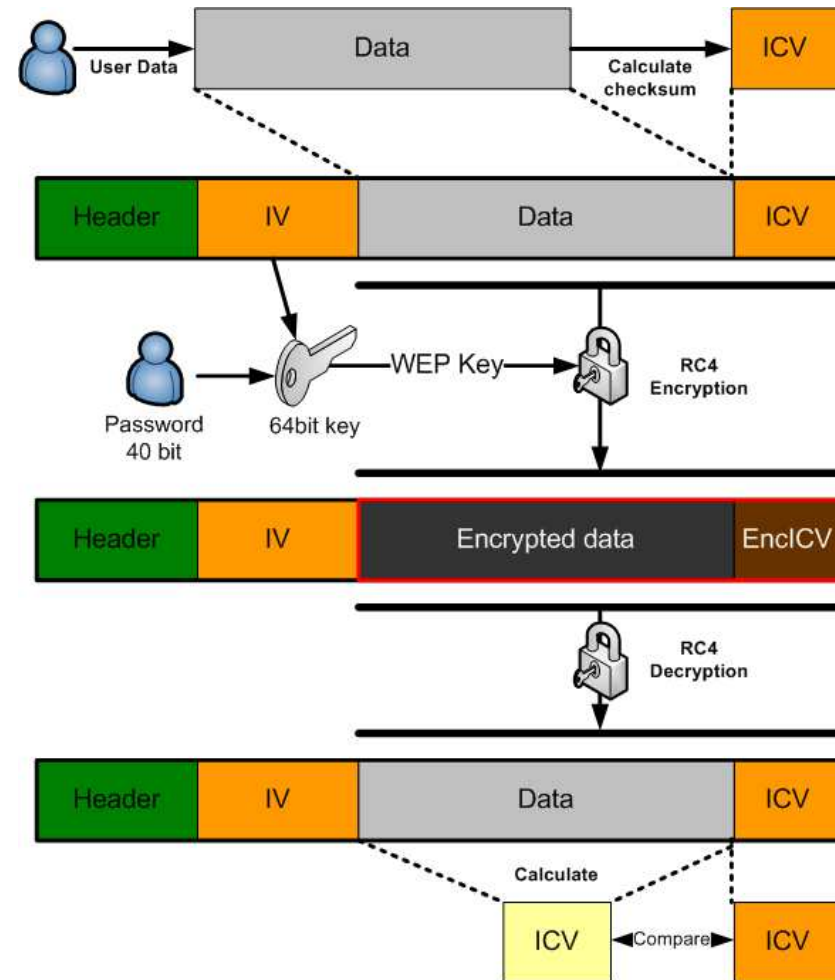 Data
ICV
User Data
Calculate
checksum
Header
IV
Data
ICV
WEP Key
RC4
Encryption
Password
40 bit
64bit key
Header
IV
Encrypted data
EncICV
RC4
Decryption
Header
IV
Data
ICV
Calculate
ICV
Compare
ICV